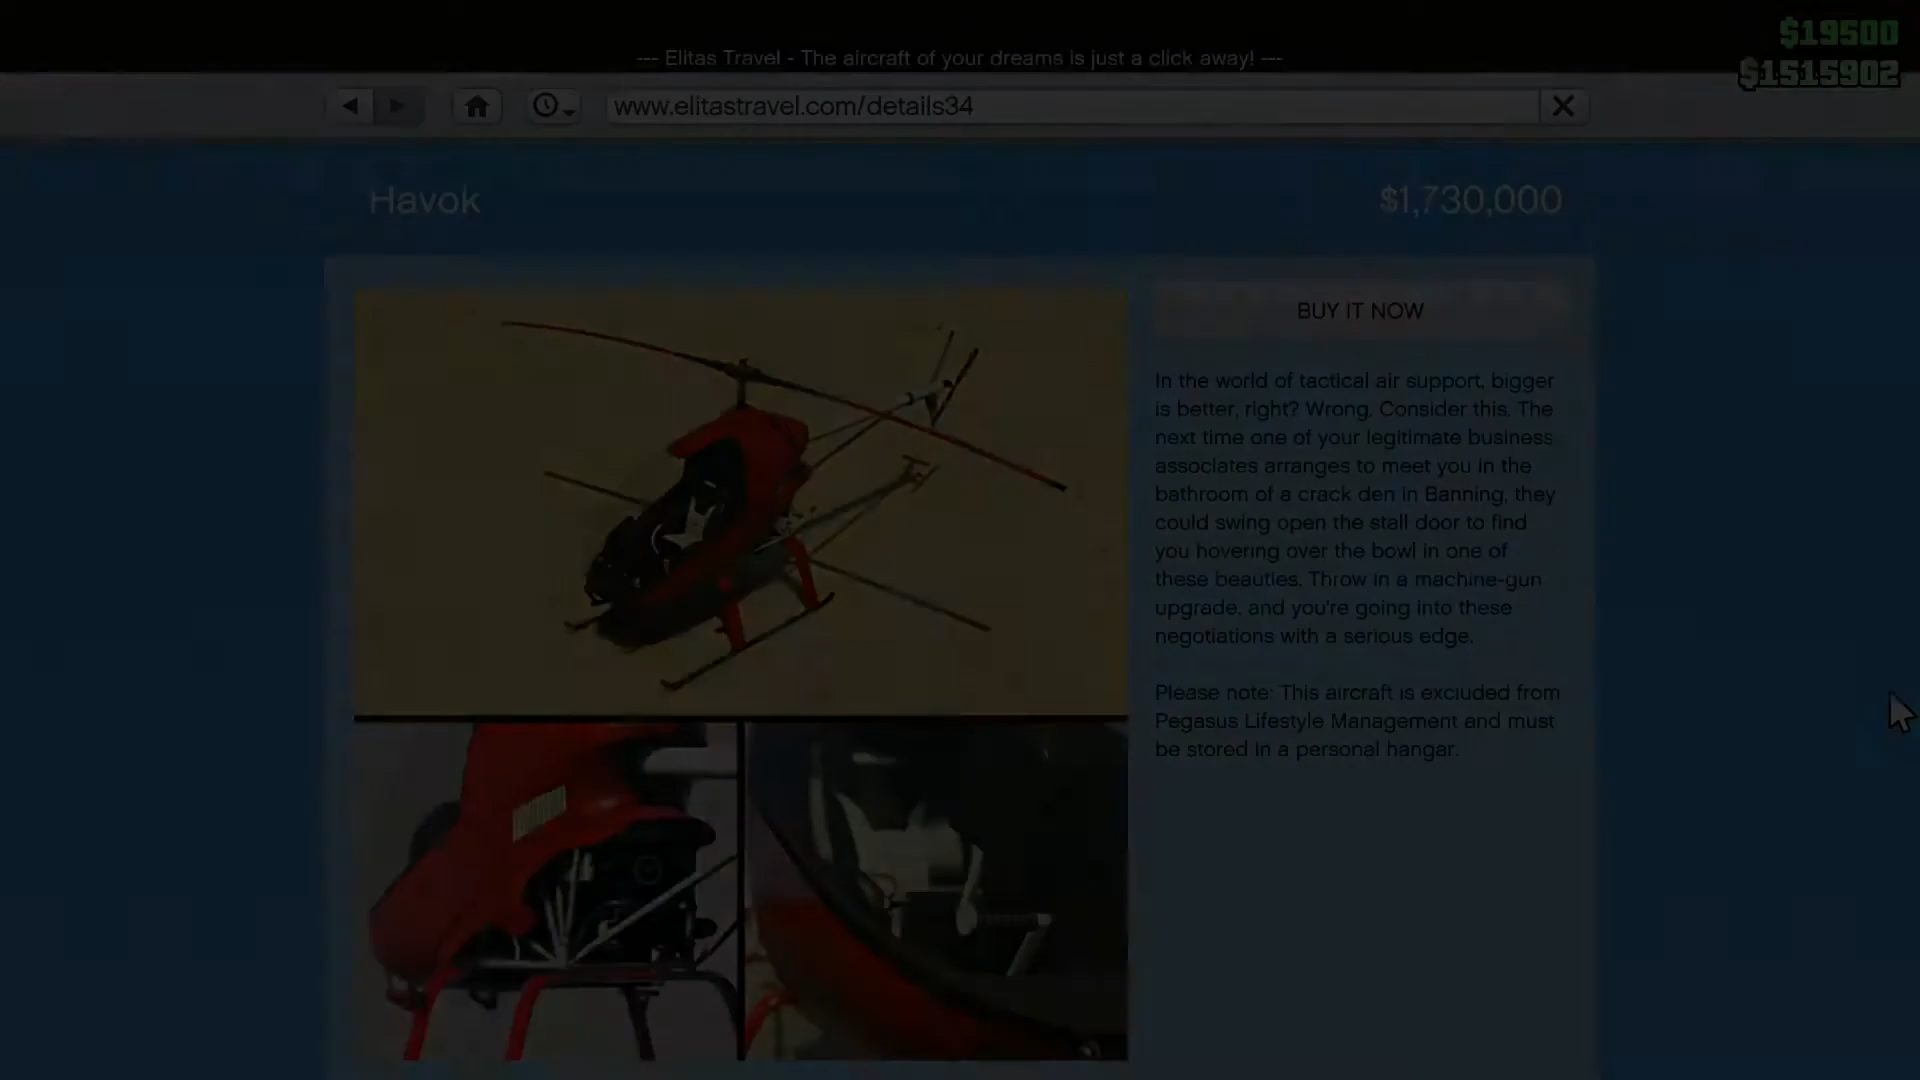 $19500
$1515902
--- Elitas Travel - The aircraft of your dreams is just a click away! ---
www.elitastravel.com/details34
Havok
$1,730,000
BUY IT NOW
In the world of tactical air support, bigger
is better, right? Wrong. Consider this. The
next time one of your legitimate business
associates arranges to meet you in the
bathroom of a crack den in Banning, they
could swing open the stall door to find
you hovering over the bowl in one of
these beauties. Throw in a machine-gun
upgrade, and you're going into these
negotiations with a serious edge.
Please note: This aircraft is excluded from
Pegasus Lifestyle Management and must
be stored in a personal hangar.